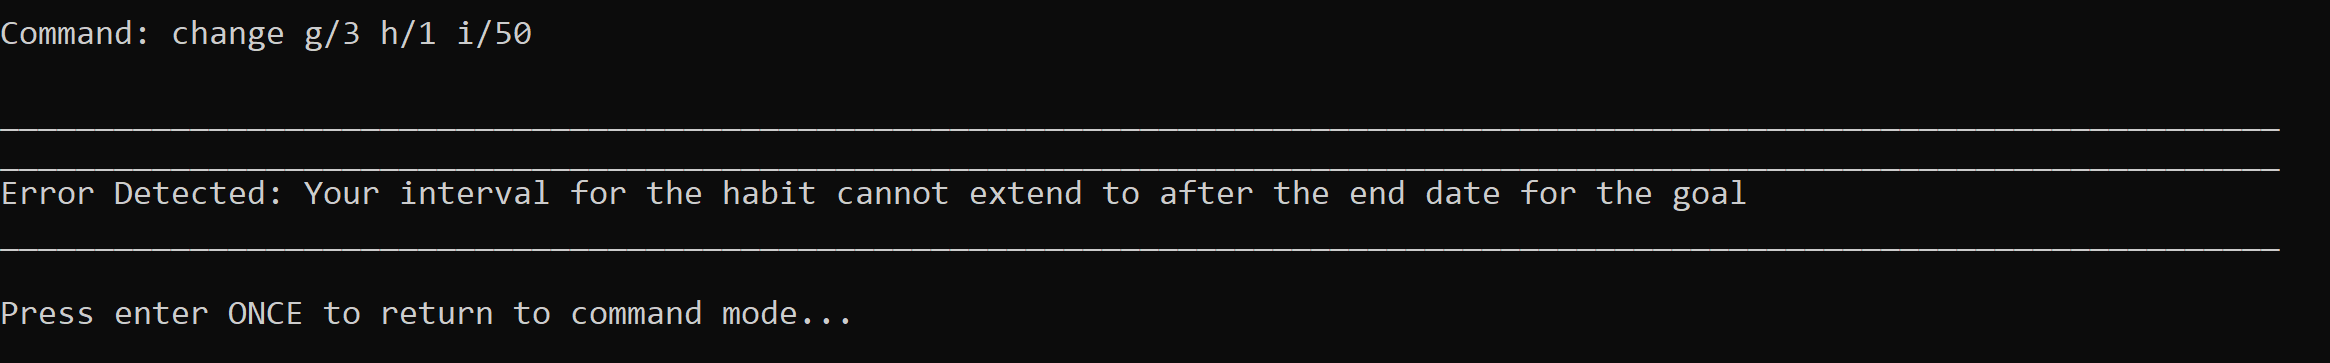 Command: change g/3 h/1 i/50
Error Detected: Your interval for the habit cannot extend to after the end date for the goal
Press enter ONCE to return to command mode...